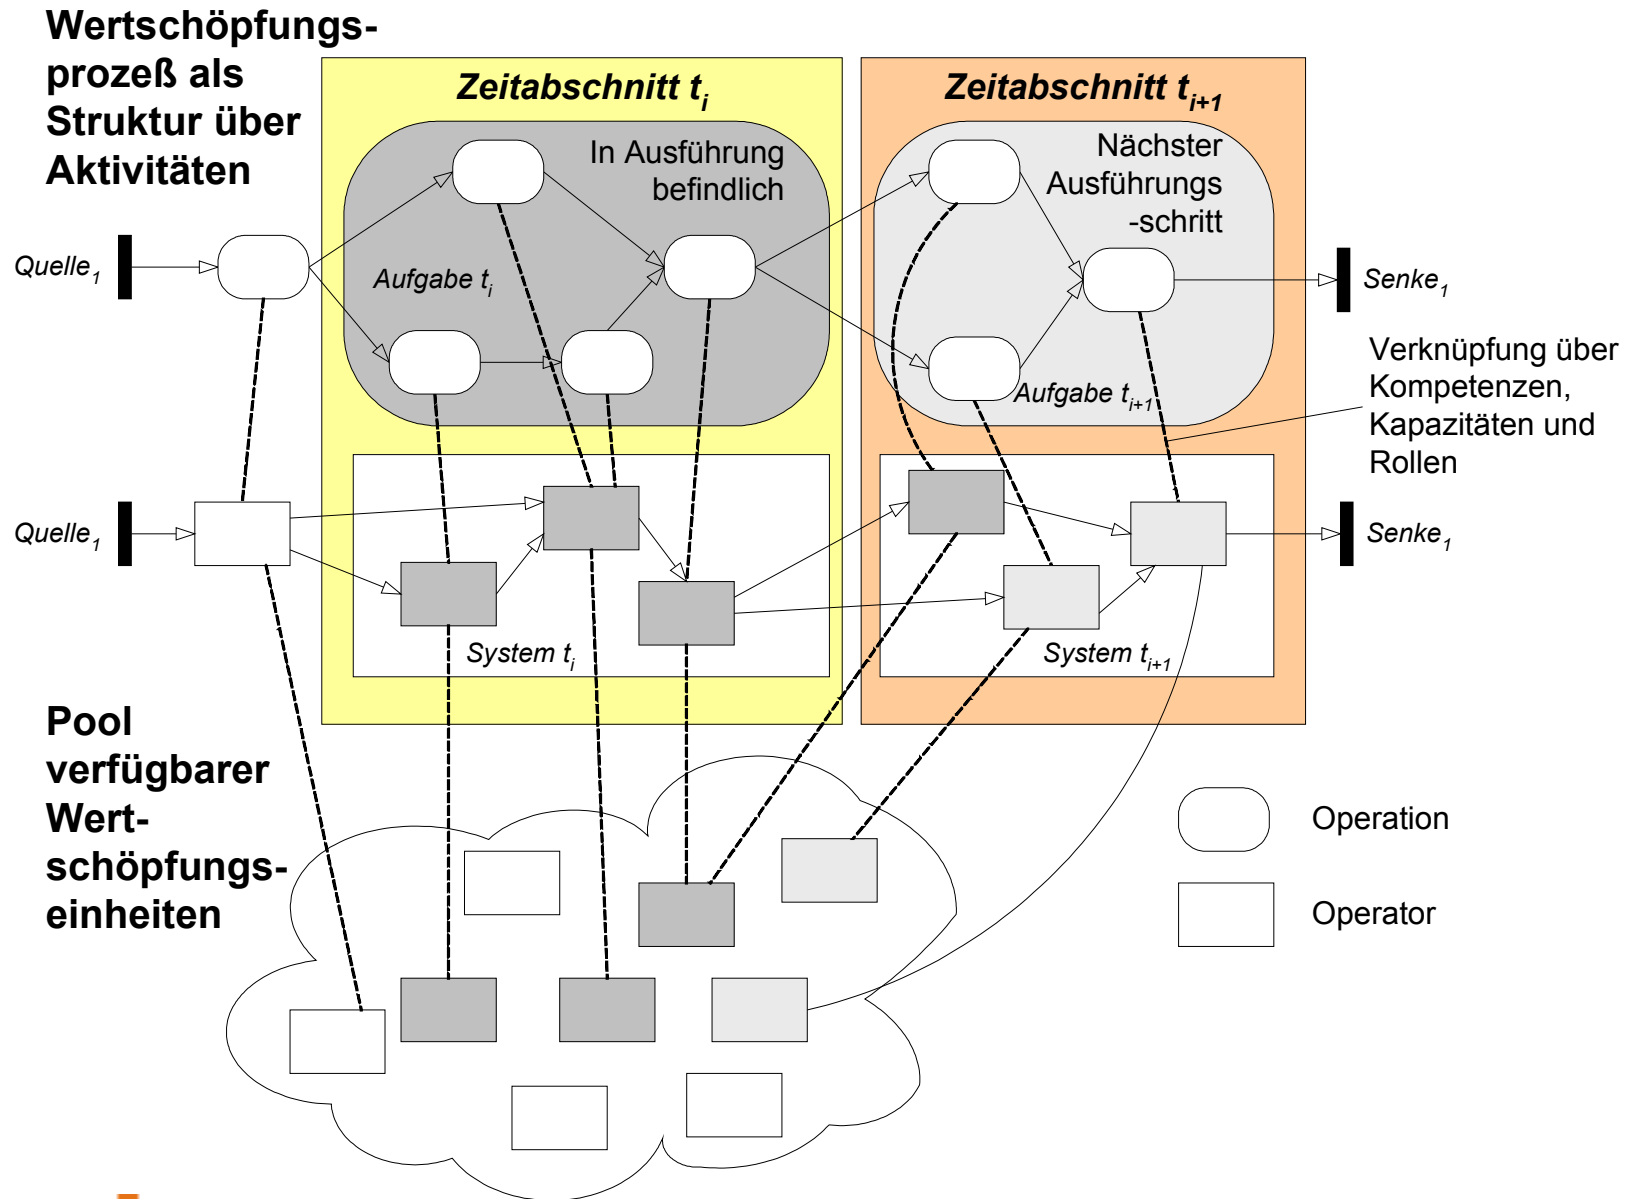 Wertschöpfungs-
prozeß als
Struktur über
Aktivitäten
Zeitabschnitt ti
Zeitabschnitt ti+1
In Ausführung
befindlich
Nächster
Ausführungs
-schritt
Quelle1
Aufgabe ti
Senke1
Aufgabe ti+1
Verknüpfung über
Kompetenzen,
Kapazitäten und
Rollen
Quelle1
Senke1
System ti
System ti+1
Pool
verfügbarer
Wert-
schöpfungs-
einheiten
Operation
Operator